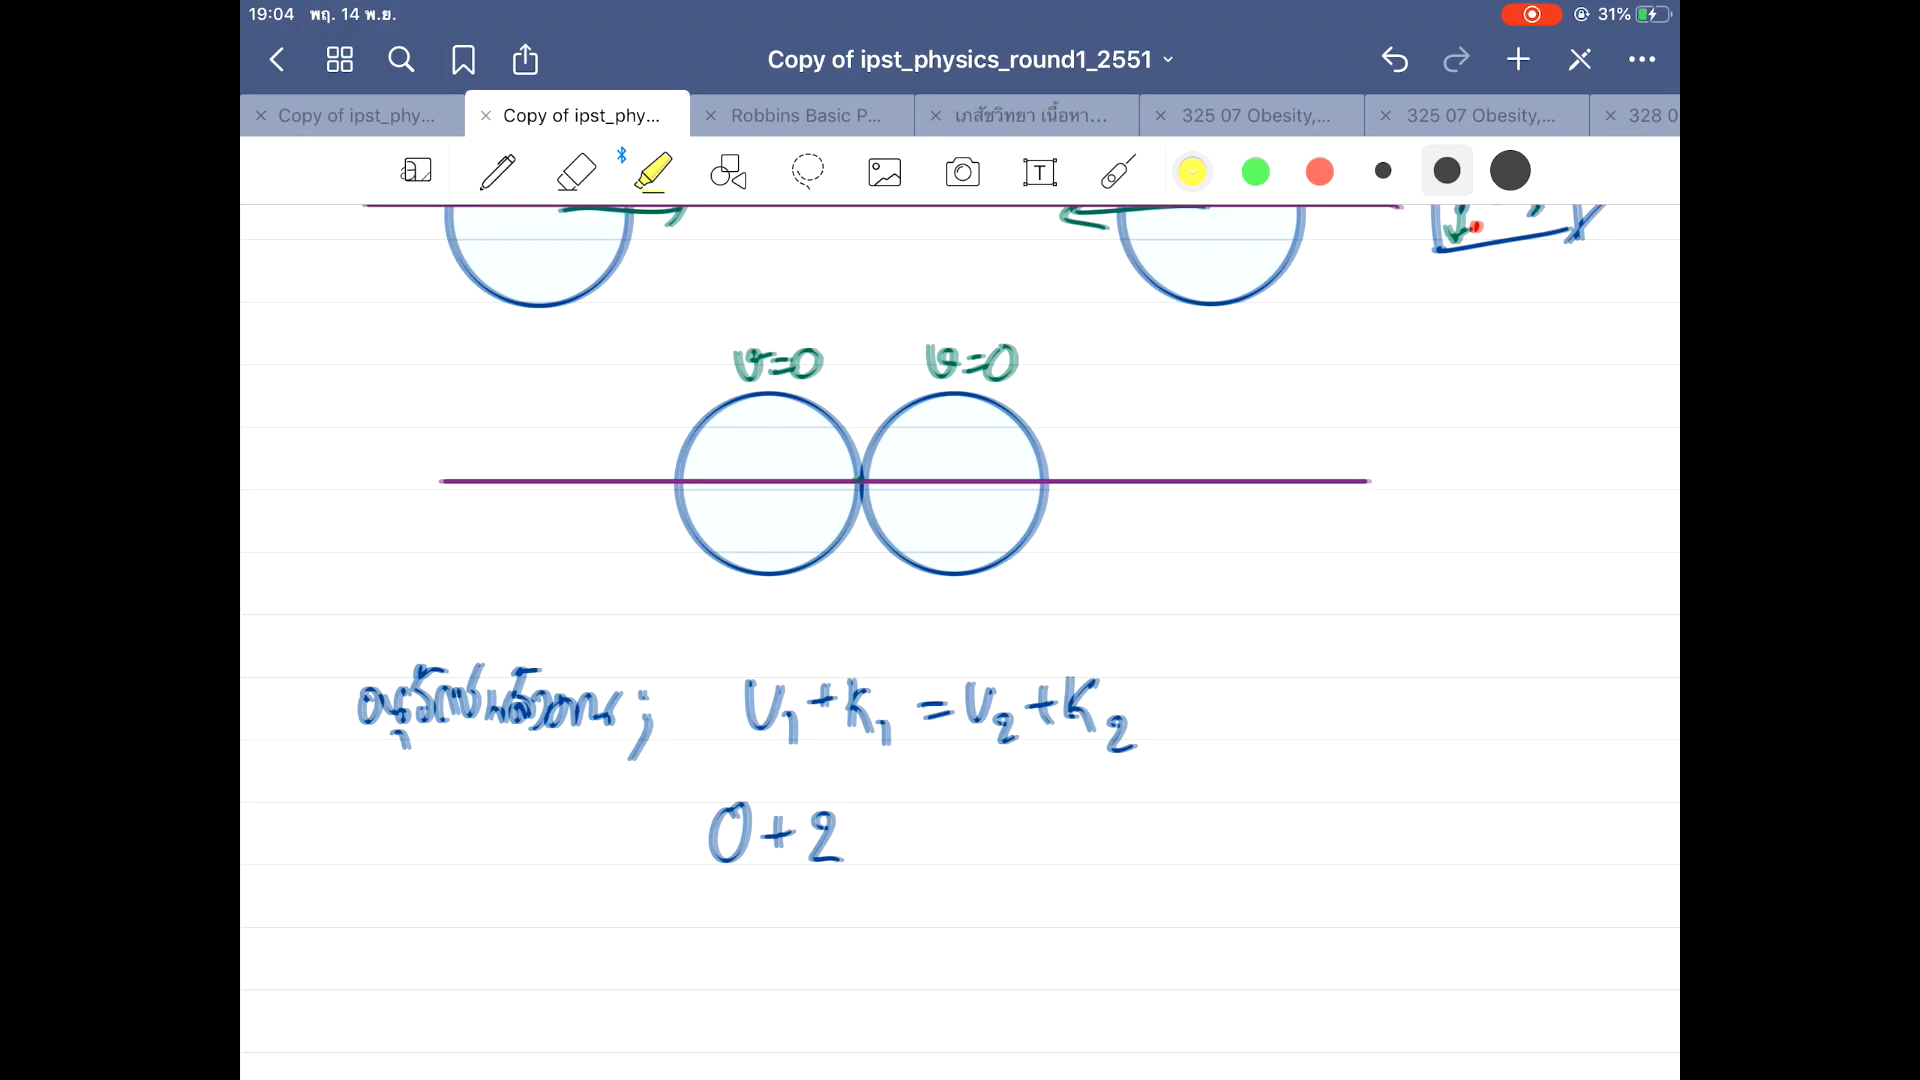 19:04 พฤ. 14 พ.ย. 31%
Copy of ipst_physics_round1_2551
Copy of ipst_phy... Copy of ipst_phy... Robbins Basic P... เภสัชวิทยา เนื้อหา... 325 07 Obesity,... 325 07 Obesity,... 328 0
T
v=0 v=0
อนุรักษ์พลังงาน; U₁+K₁ = U₂+K₂
0+2